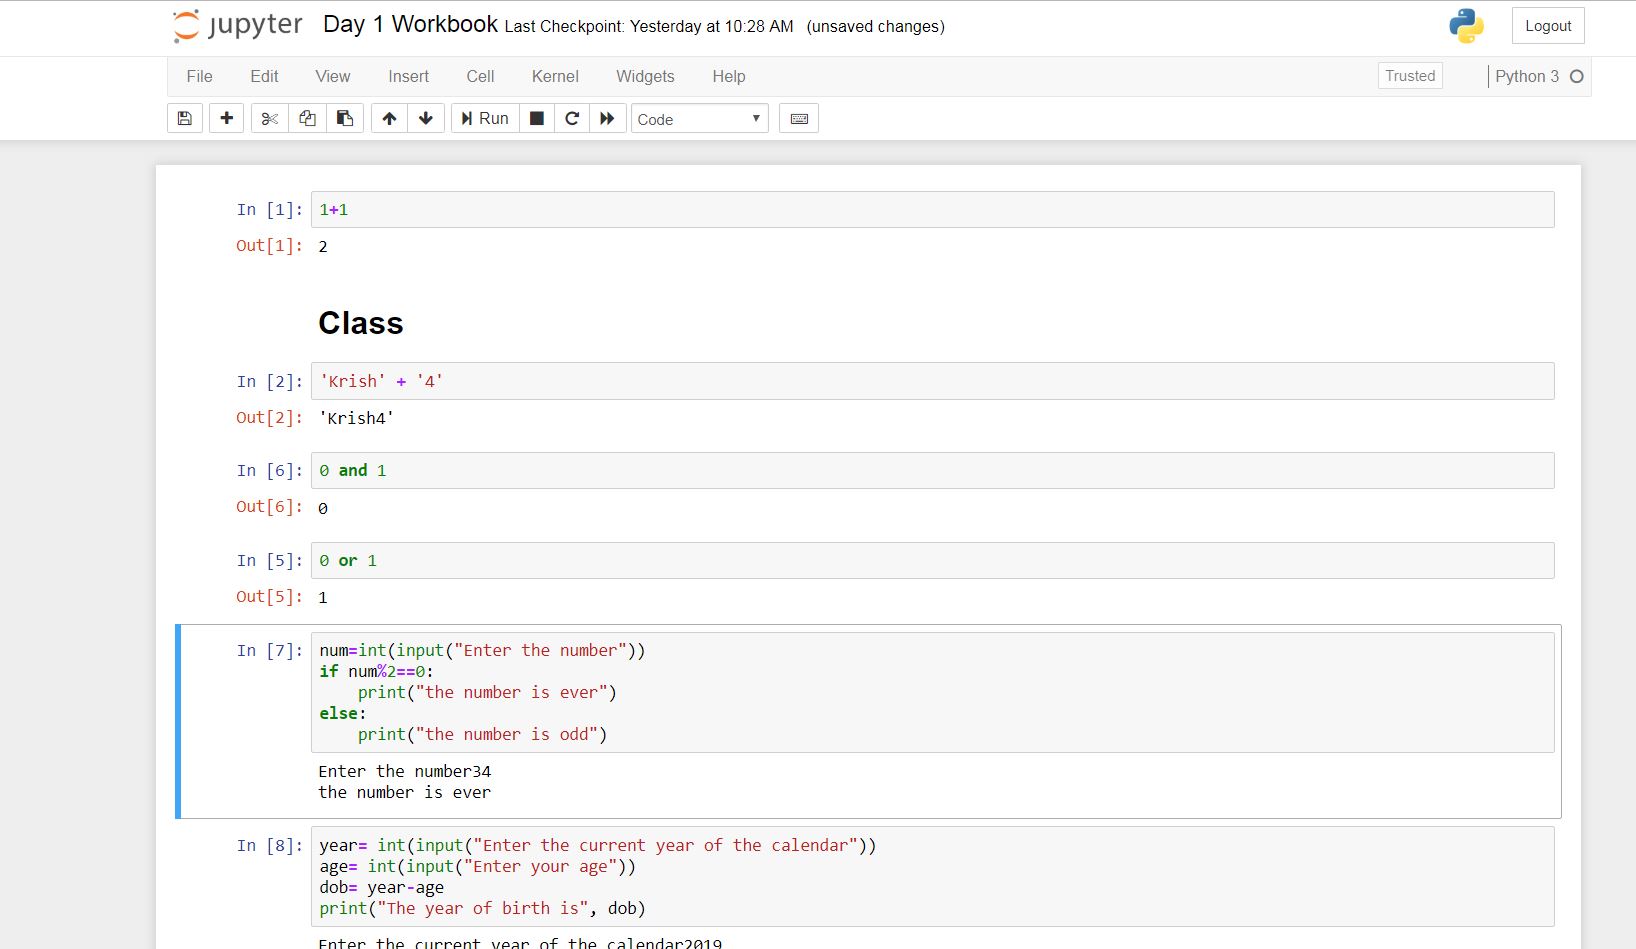 jupyter Day 1 Workbook Last Checkpoint: Yesterday at 10:28 AM (unsaved changes) Logout
File Edit View Insert Cell Kernel Widgets Help Trusted Python 3
Run Code
In [1]: 1+1
Out[1]: 2
Class
In [2]: 'Krish' + '4'
Out[2]: 'Krish4'
In [6]: 0 and 1
Out[6]: 0
In [5]: 0 or 1
Out[5]: 1
In [7]: num=int(input("Enter the number"))
if num%2==0:
    print("the number is ever")
else:
    print("the number is odd")
Enter the number34
the number is ever
In [8]: year= int(input("Enter the current year of the calendar"))
age= int(input("Enter your age"))
dob= year-age
print("The year of birth is", dob)
Enter the current year of the calendar2019